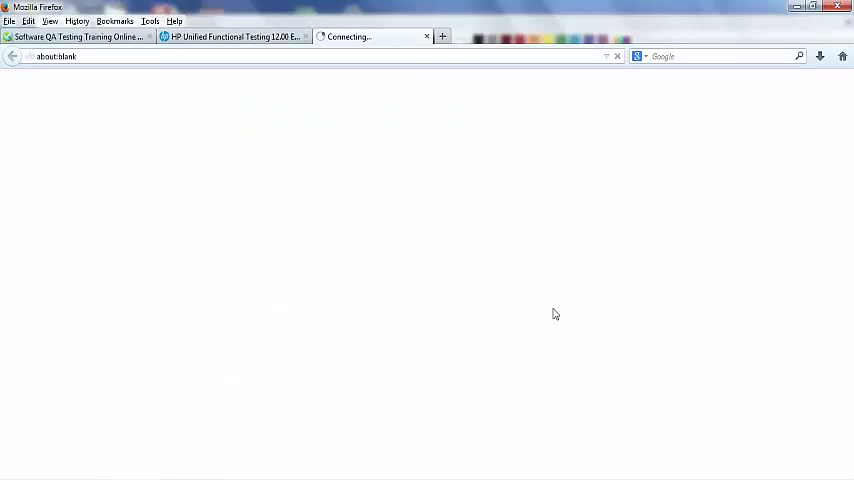 Mozilla Firefox
File Edit View History Bookmarks Tools Help
Software QA Testing Training Online ... HP Unified Functional Testing 12.00 E... Connecting...
about:blank Google